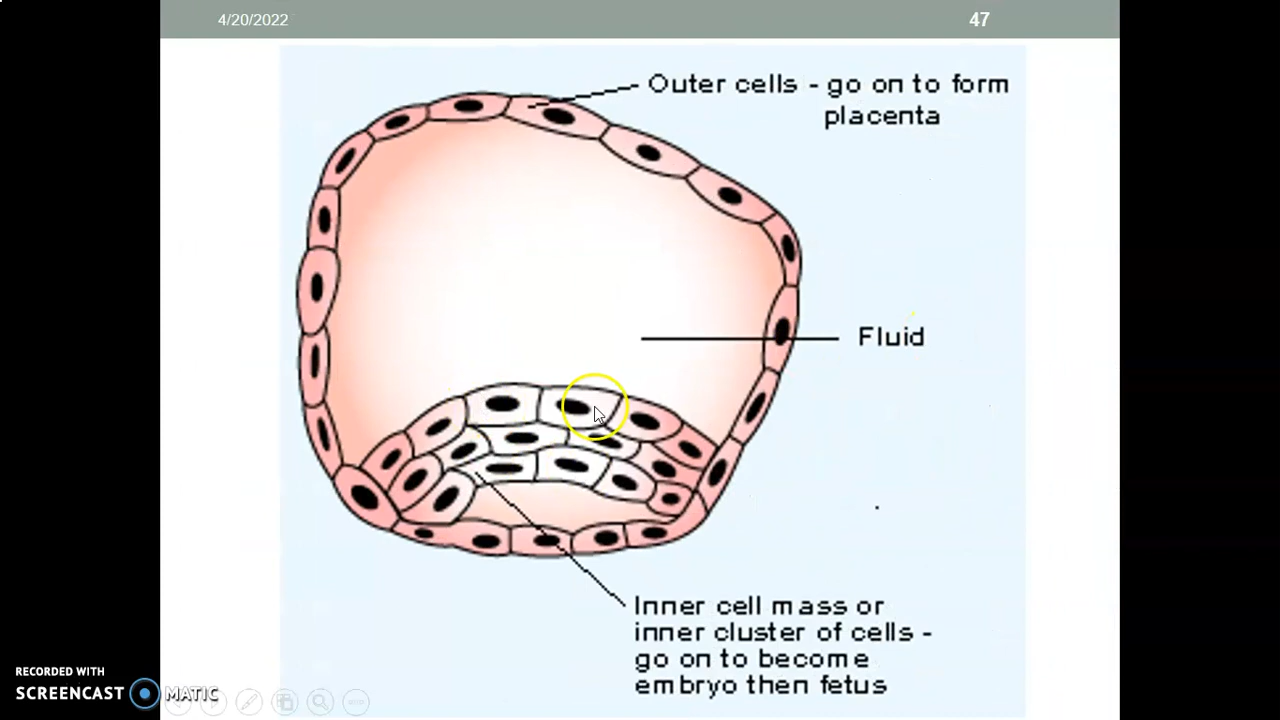 4/20/2022
47
Outer cells - go on to form
placenta
Fluid
Inner cell mass or
inner cluster of cells -
go on to become
embryo then fetus
RECORDED WITH
SCREENCAST MATIC